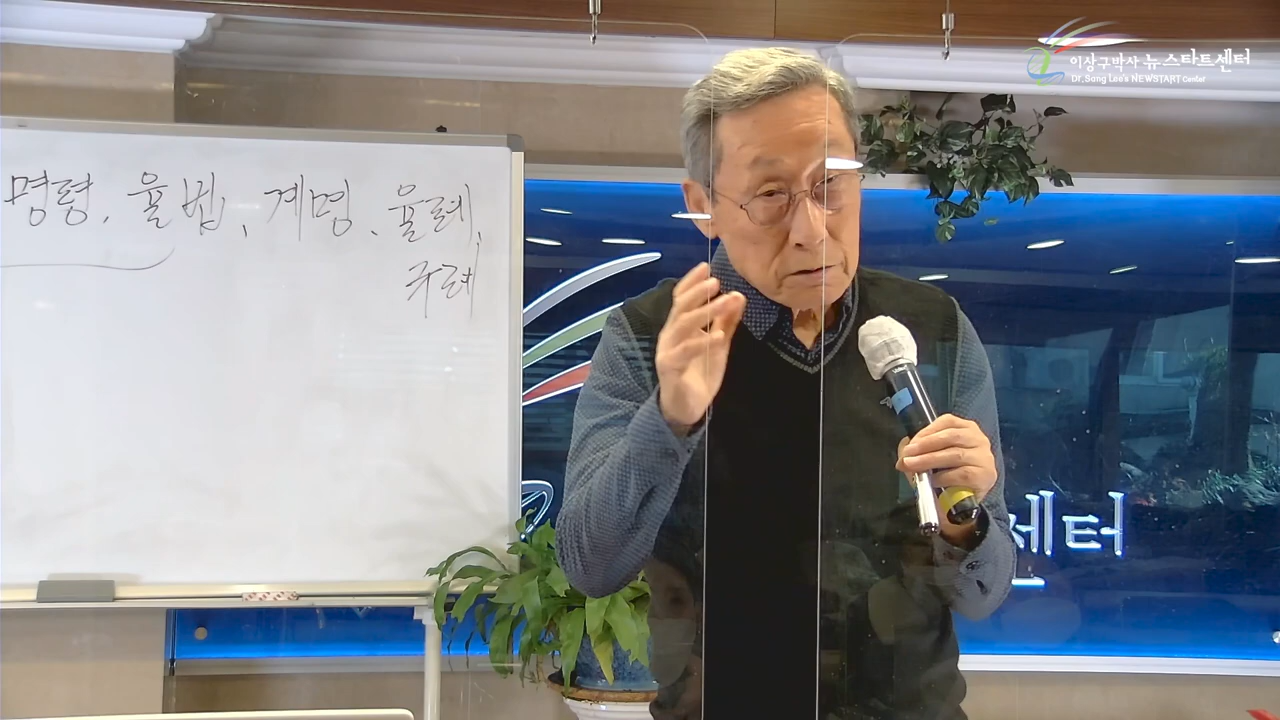 이상구박사 뉴스타트센터
Dr. Sang Lee's NEWSTART Center
명령, 율법, 계명, 율례,
규례
센터